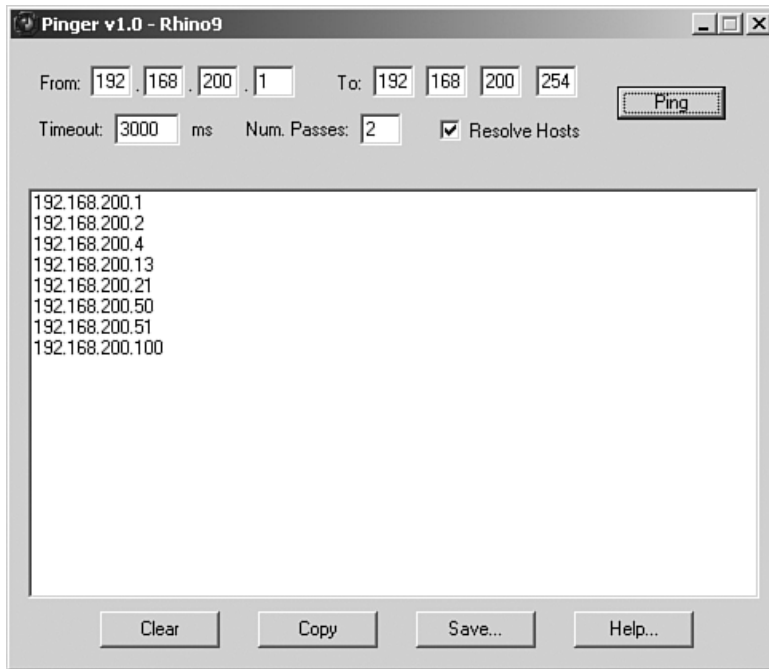 Pinger v1.0 - Rhino9
From: 192 . 168 . 200 . 1 To: 192 168 200 254
Ping
Timeout: 3000 ms Num. Passes: 2 Resolve Hosts
192.168.200.1
192.168.200.2
192.168.200.4
192.168.200.13
192.168.200.21
192.168.200.50
192.168.200.51
192.168.200.100
Clear Copy Save... Help...